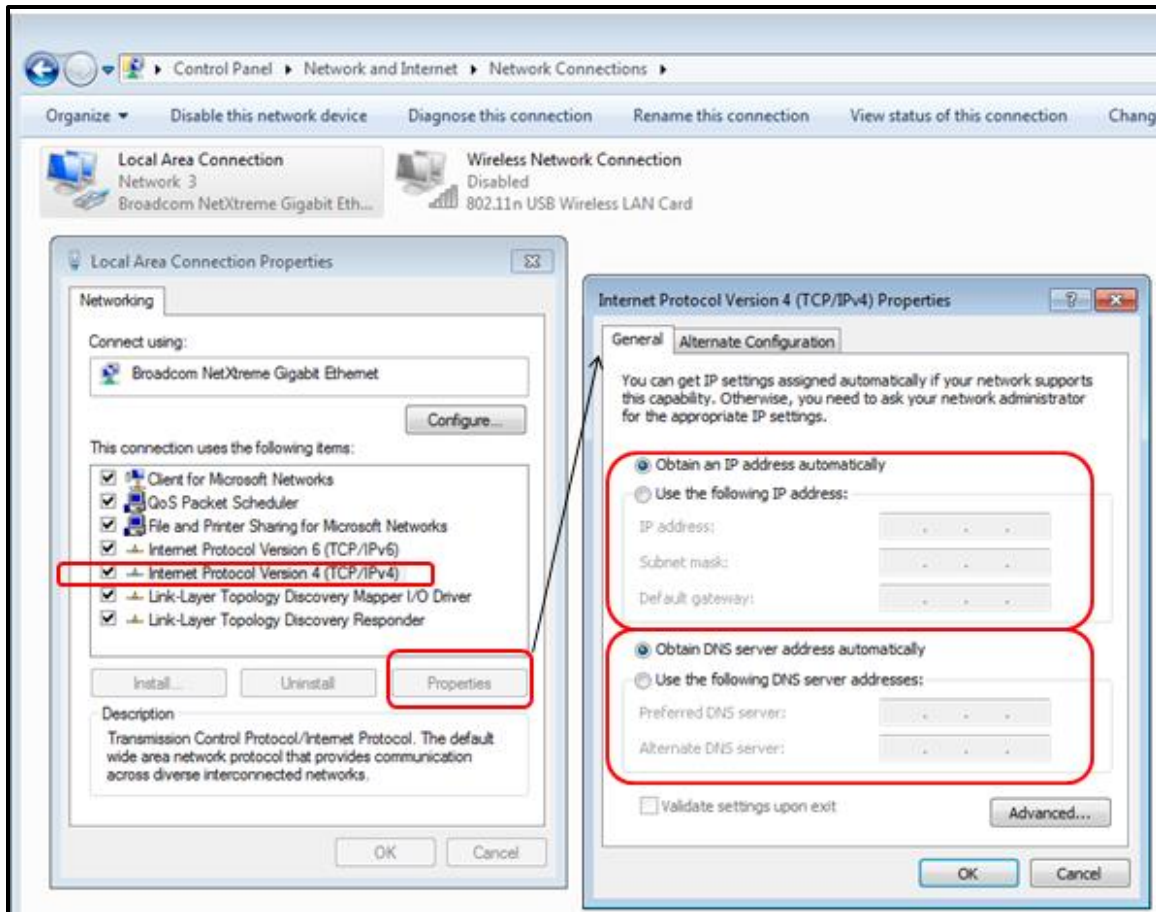 Control Panel Network and Internet Network Connections
Organize Disable this network device Diagnose this connection Rename this connection View status of this connection Chang
Local Area Connection
Network 3
Broadcom NetXtreme Gigabit Eth...
Wireless Network Connection
Disabled
802.11n USB Wireless LAN Card
Local Area Connection Properties
Networking
Connect using:
Broadcom NetXtreme Gigabit Ethernet
Configure...
This connection uses the following items:
Client for Microsoft Networks
QoS Packet Scheduler
File and Printer Sharing for Microsoft Networks
Internet Protocol Version 6 (TCP/IPv6)
Internet Protocol Version 4 (TCP/IPv4)
Link-Layer Topology Discovery Mapper I/O Driver
Link-Layer Topology Discovery Responder
Install... Uninstall Properties
Description
Transmission Control Protocol/Internet Protocol. The default
wide area network protocol that provides communication
across diverse interconnected networks.
OK Cancel
Internet Protocol Version 4 (TCP/IPv4) Properties
General Alternate Configuration
You can get IP settings assigned automatically if your network supports
this capability. Otherwise, you need to ask your network administrator
for the appropriate IP settings.
Obtain an IP address automatically
Use the following IP address:
IP address:
Subnet mask:
Default gateway:
Obtain DNS server address automatically
Use the following DNS server addresses:
Preferred DNS server:
Alternate DNS server:
Validate settings upon exit
Advanced...
OK Cancel